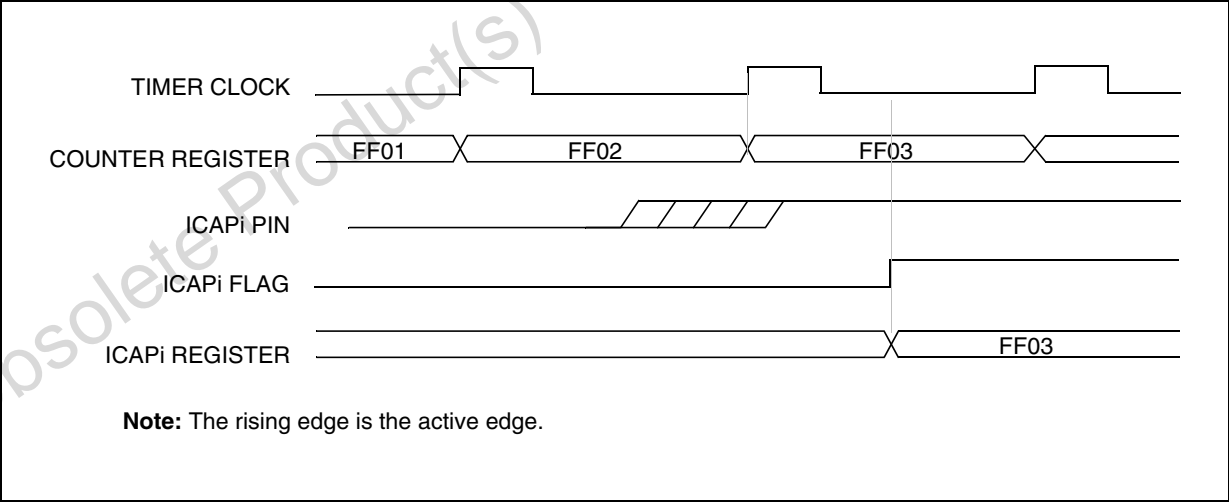 TIMER CLOCK
COUNTER REGISTER
FF01
FF02
FF03
ICAPi PIN
ICAPi FLAG
ICAPi REGISTER
FF03
Note: The rising edge is the active edge.
bsolete Product(s)